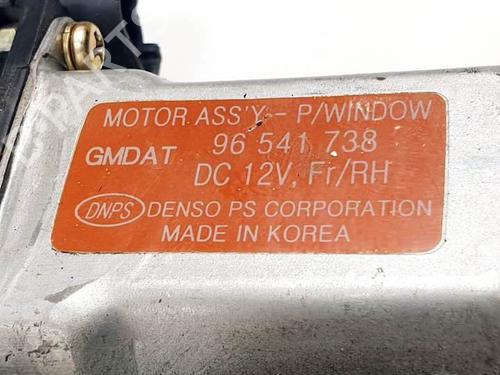 MOTOR ASS'Y - P/WINDOW
GMDAT 96 541 738
DC 12V, Fr/RH
DNPS DENSO PS CORPORATION
MADE IN KOREA